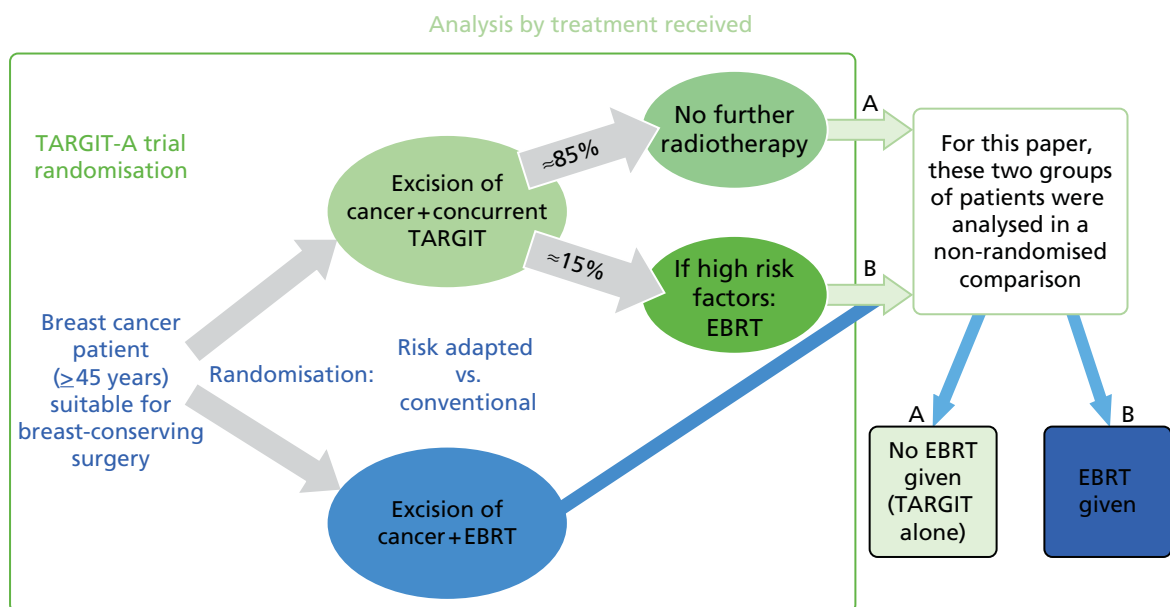 Analysis by treatment received
TARGIT-A trial
randomisation
Breast cancer
patient
(≥45 years)
suitable for
breast-conserving
surgery
Randomisation:
Risk adapted
vs.
conventional
Excision of
cancer+concurrent
TARGIT
≈85%
≈15%
No further
radiotherapy
If high risk
factors:
EBRT
Excision of
cancer+EBRT
A
B
For this paper,
these two groups
of patients were
analysed in a
non-randomised
comparison
A
No EBRT
given
(TARGIT
alone)
B
EBRT
given